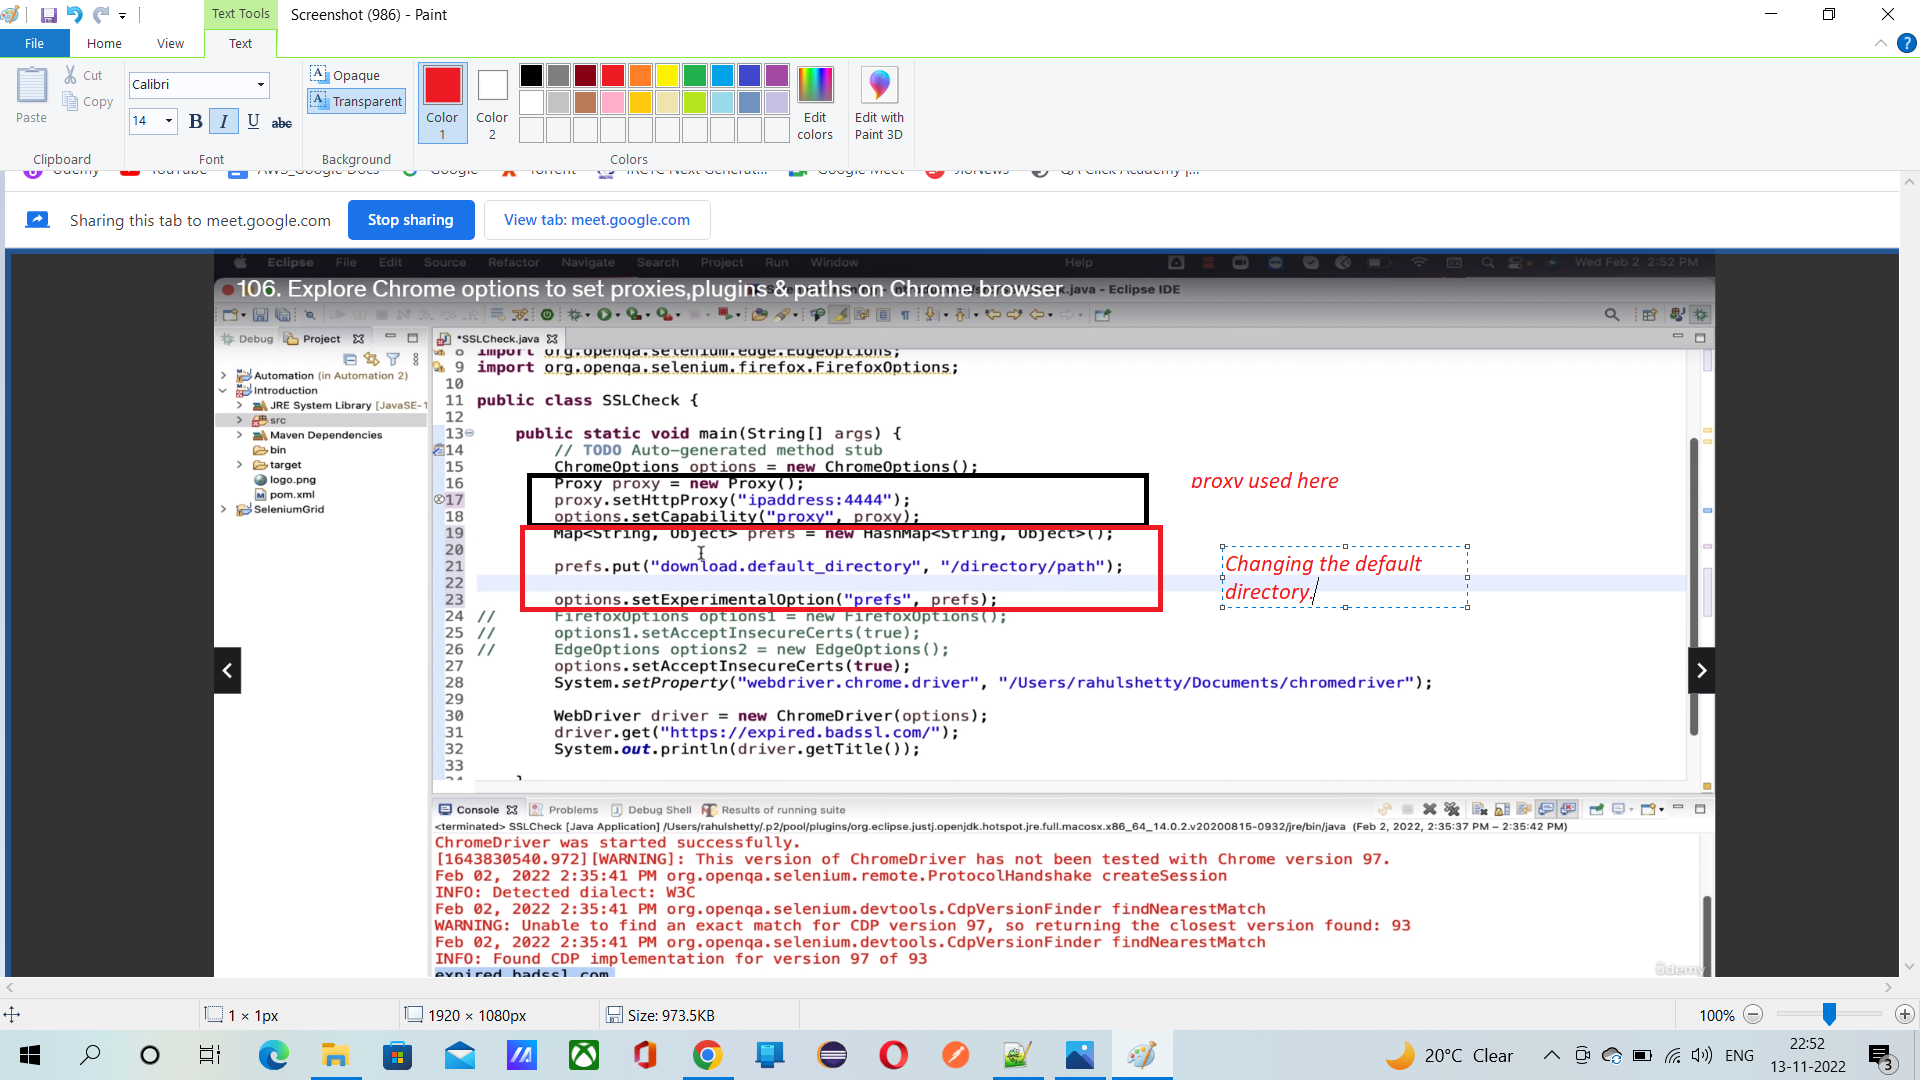 Text Tools
Screenshot (986) - Paint
File
Home
View
Text
Paste
Cut
Copy
Clipboard
Calibri
14
B I U abc
Font
Opaque
Transparent
Background
Color 1
Color 2
Edit colors
Colors
Edit with Paint 3D
Udemy
YouTube
AWS_Google Docs
Google
Torrent
IRCTC Next Generat...
Google Meet
JioNews
QA Click Academy |...
Sharing this tab to meet.google.com
Stop sharing
View tab: meet.google.com
Eclipse File Edit Source Refactor Navigate Search Project Run Window Help
Wed Feb 2 2:52 PM
106. Explore Chrome options to set proxies,plugins & paths on Chrome browser
.java - Eclipse IDE
Debug
Project
Automation (in Automation 2)
Introduction
JRE System Library [JavaSE-1
src
Maven Dependencies
bin
target
logo.png
pom.xml
SeleniumGrid
*SSLCheck.java
8 import org.openqa.selenium.edge.EdgeOptions;
9 import org.openqa.selenium.firefox.FirefoxOptions;
10
11 public class SSLCheck {
12
13 public static void main(String[] args) {
14 // TODO Auto-generated method stub
15 ChromeOptions options = new ChromeOptions();
16 Proxy proxy = new Proxy();
17 proxy.setHttpProxy("ipaddress:4444");
18 options.setCapability("proxy", proxy);
19 Map<String, Object> prefs = new HashMap<String, Object>();
20
21 prefs.put("download.default_directory", "/directory/path");
22
23 options.setExperimentalOption("prefs", prefs);
24 // FirefoxOptions options1 = new FirefoxOptions();
25 // options1.setAcceptInsecureCerts(true);
26 // EdgeOptions options2 = new EdgeOptions();
27 options.setAcceptInsecureCerts(true);
28 System.setProperty("webdriver.chrome.driver", "/Users/rahulshetty/Documents/chromedriver");
29
30 WebDriver driver = new ChromeDriver(options);
31 driver.get("https://expired.badssl.com/");
32 System.out.println(driver.getTitle());
33
34 }
proxy used here
Changing the default
directory.
Console
Problems
Debug Shell
Results of running suite
<terminated> SSLCheck [Java Application] /Users/rahulshetty/.p2/pool/plugins/org.eclipse.justj.openjdk.hotspot.jre.full.macosx.x86_64_14.0.2.v20200815-0932/jre/bin/java (Feb 2, 2022, 2:35:37 PM – 2:35:42 PM)
ChromeDriver was started successfully.
[1643830540.972][WARNING]: This version of ChromeDriver has not been tested with Chrome version 97.
Feb 02, 2022 2:35:41 PM org.openqa.selenium.remote.ProtocolHandshake createSession
INFO: Detected dialect: W3C
Feb 02, 2022 2:35:41 PM org.openqa.selenium.devtools.CdpVersionFinder findNearestMatch
WARNING: Unable to find an exact match for CDP version 97, so returning the closest version found: 93
Feb 02, 2022 2:35:41 PM org.openqa.selenium.devtools.CdpVersionFinder findNearestMatch
INFO: Found CDP implementation for version 97 of 93
expired.badssl.com
ûdemy
1 × 1px
1920 × 1080px
Size: 973.5KB
100%
20°C Clear
ENG
22:52
13-11-2022
3